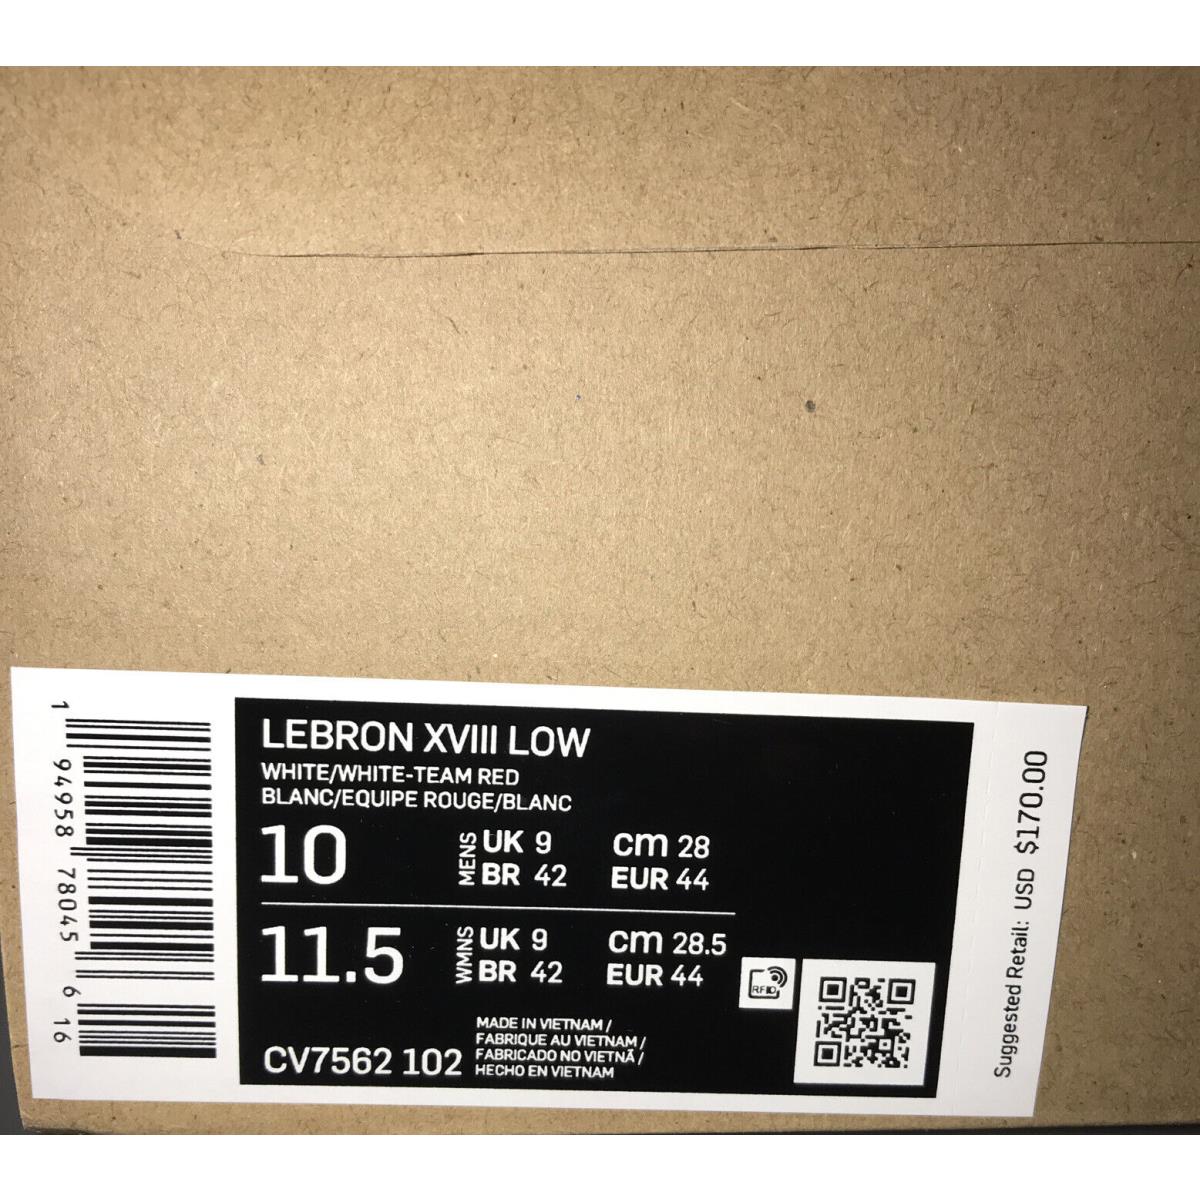 LEBRON XVIII LOW
WHITE/WHITE-TEAM RED
BLANC/EQUIPE ROUGE/BLANC
10 MENS UK 9 cm 28
BR 42 EUR 44
11.5 WMNS UK 9 cm 28.5
BR 42 EUR 44
RFID
CV7562 102
MADE IN VIETNAM /
FABRIQUE AU VIETNAM /
FABRICADO NO VIETNÃ /
HECHO EN VIETNAM
1 94958 78045 6 16
Suggested Retail: USD $170.00